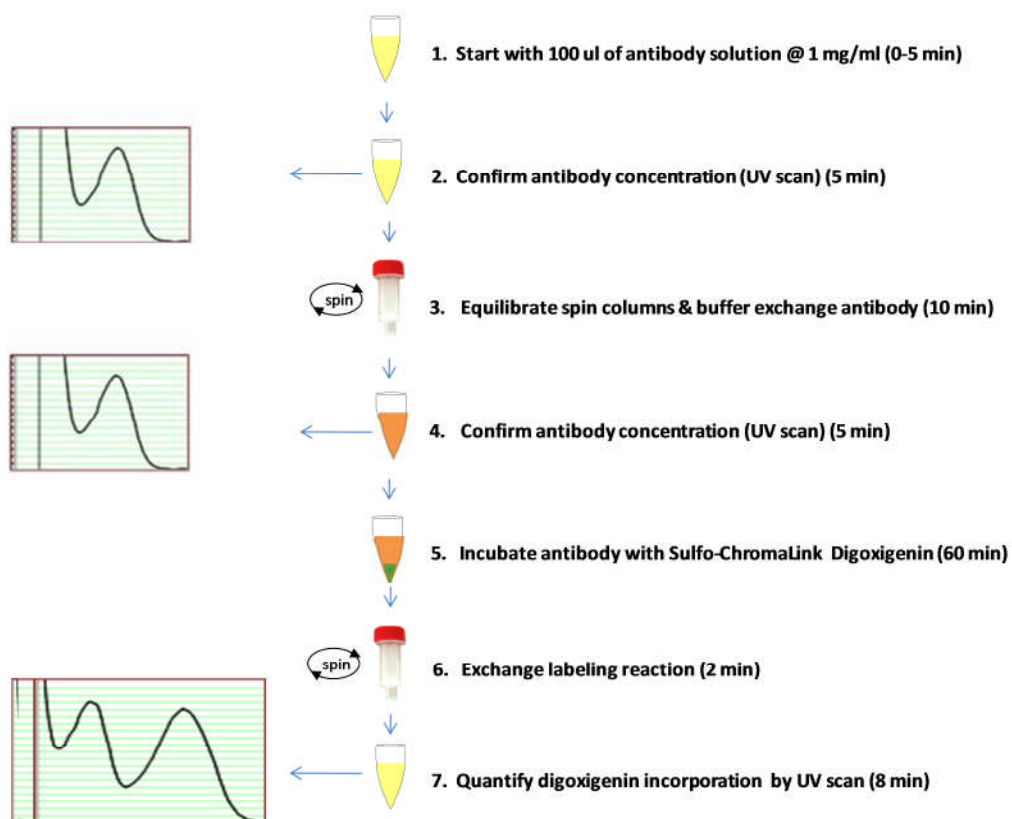 1. Start with 100 ul of antibody solution @ 1 mg/ml (0-5 min)
2. Confirm antibody concentration (UV scan) (5 min)
spin
3. Equilibrate spin columns & buffer exchange antibody (10 min)
4. Confirm antibody concentration (UV scan) (5 min)
5. Incubate antibody with Sulfo-ChromaLink Digoxigenin (60 min)
spin
6. Exchange labeling reaction (2 min)
7. Quantify digoxigenin incorporation by UV scan (8 min)